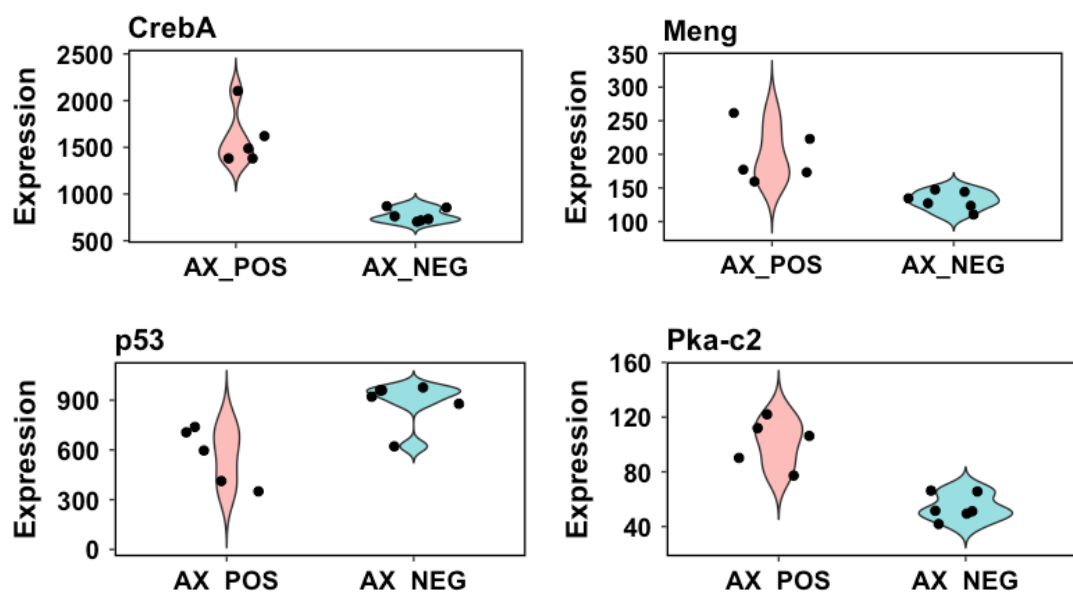 CrebA
Expression
2500
2000
1500
1000
500
AX_POS
AX_NEG
Meng
Expression
350
300
250
200
150
100
AX_POS
AX_NEG
p53
Expression
900
600
300
0
AX_POS
AX_NEG
Pka-c2
Expression
160
120
80
40
AX_POS
AX_NEG